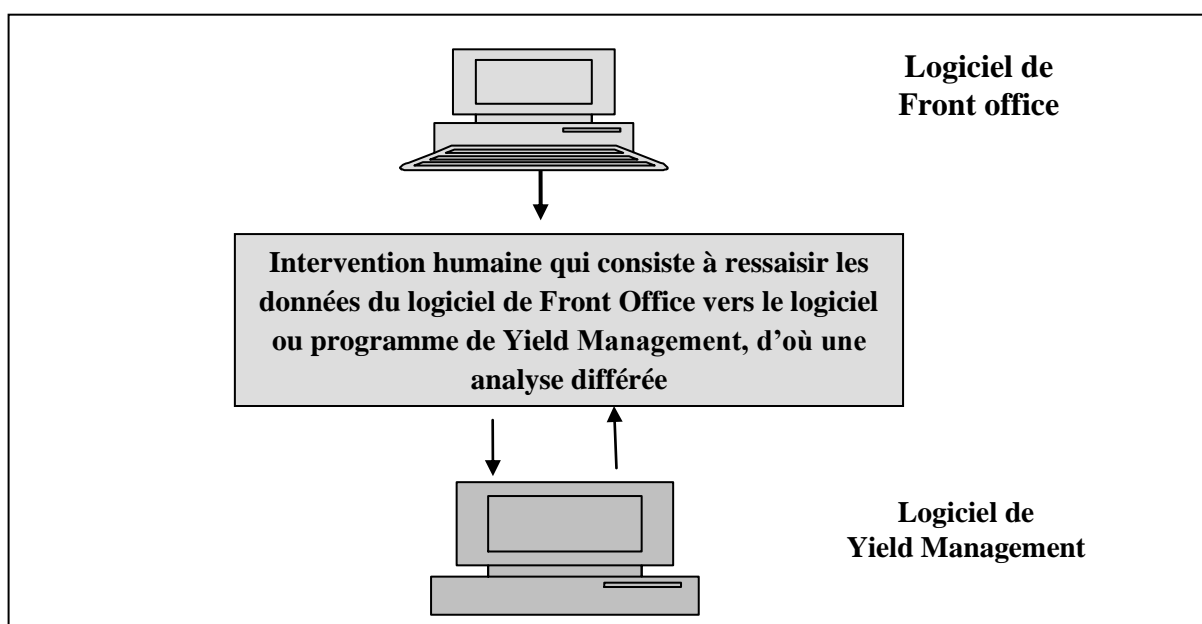 Logiciel de
Front office
Intervention humaine qui consiste à ressaisir les
données du logiciel de Front Office vers le logiciel
ou programme de Yield Management, d’où une
analyse différée
Logiciel de
Yield Management